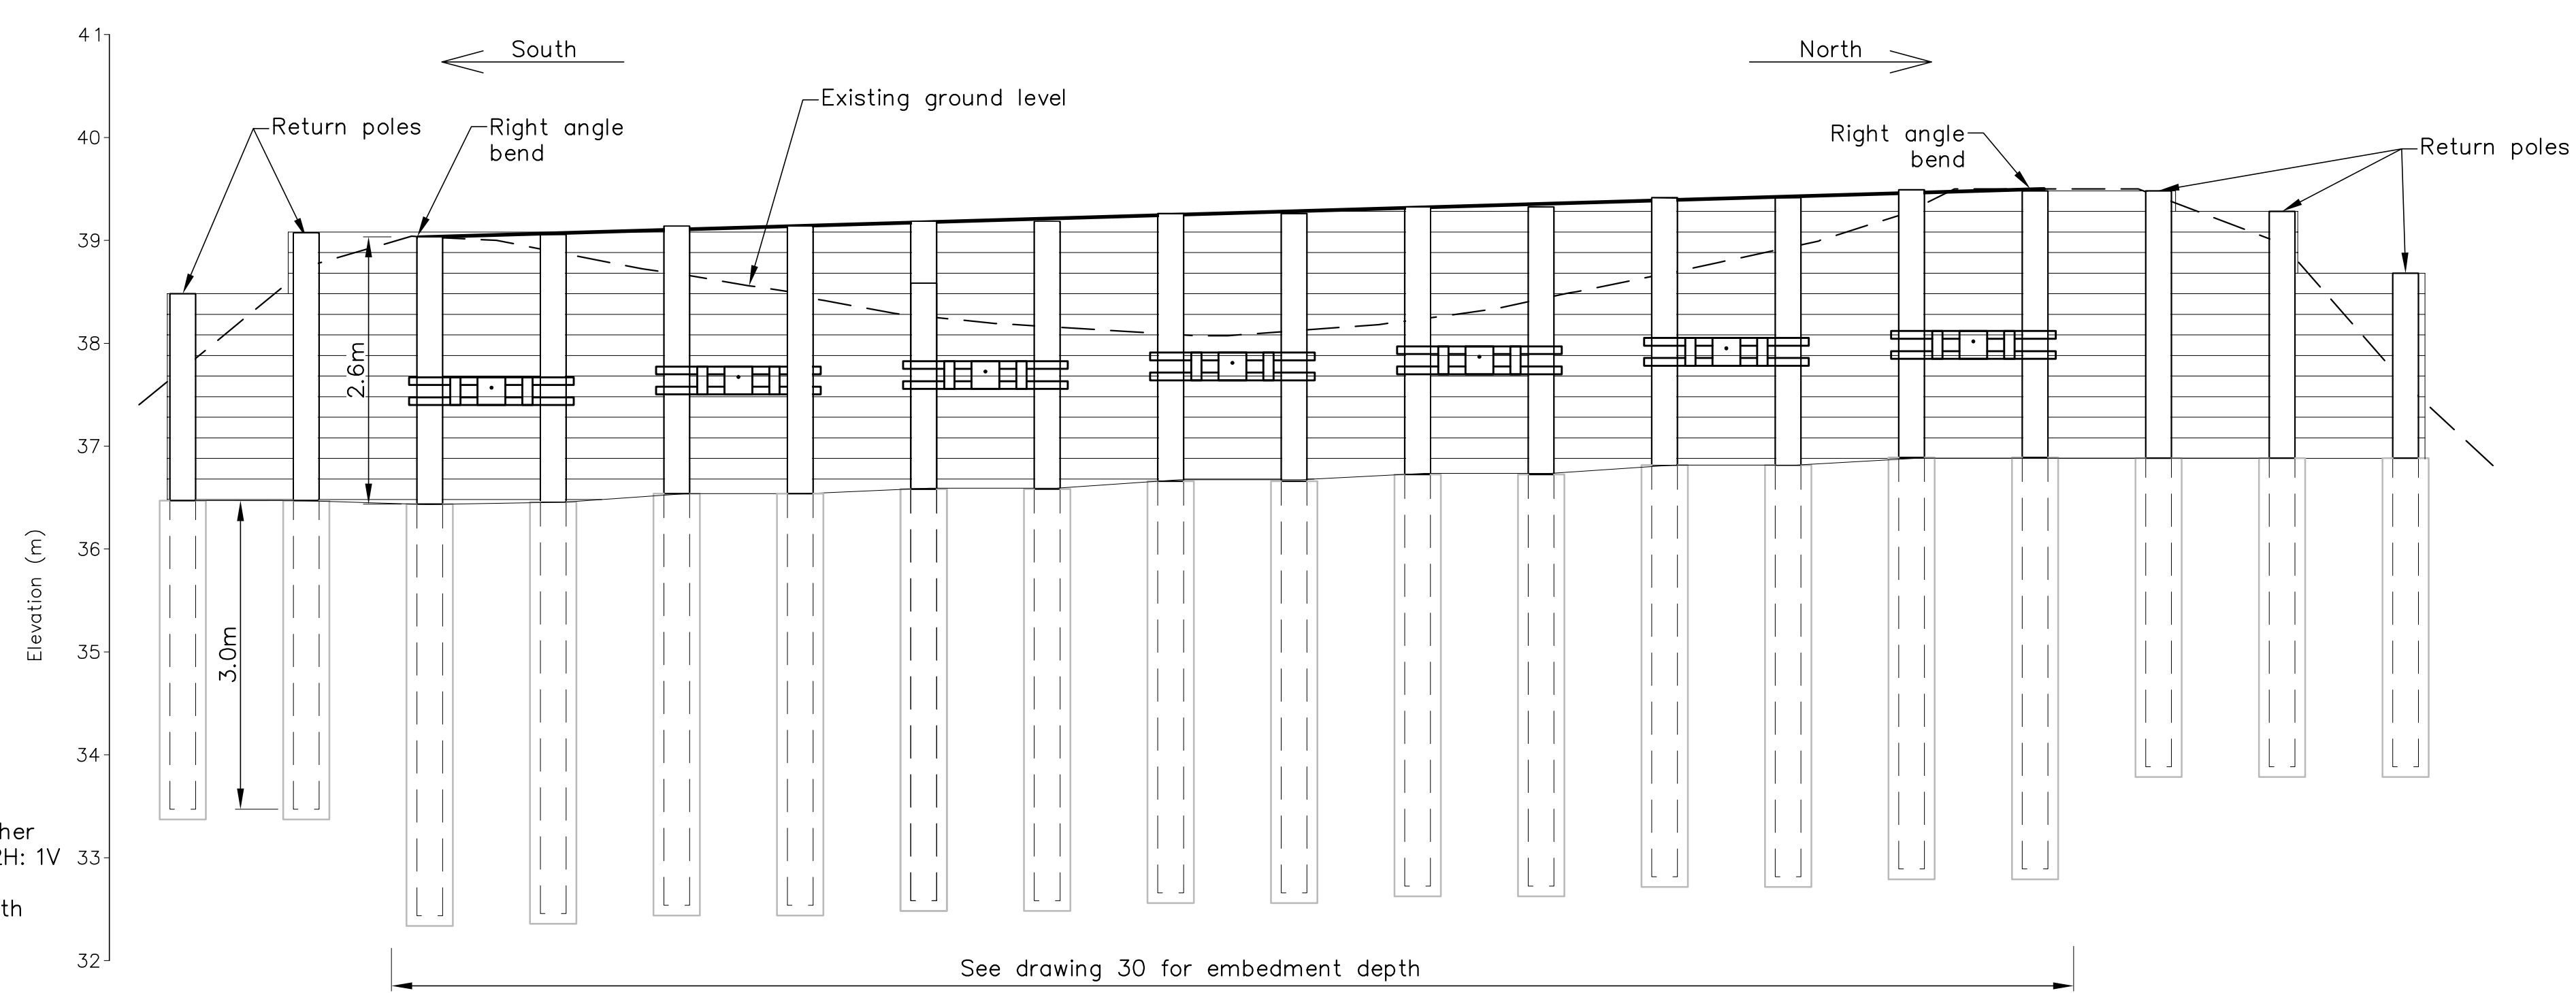 41
South
North
Existing ground level
Return poles
Right angle
bend
Right angle
bend
Return poles
40
39
38
2.6m
37
36
Elevation (m)
35
3.0m
34
her
2H: 1V
33
th
32
See drawing 30 for embedment depth